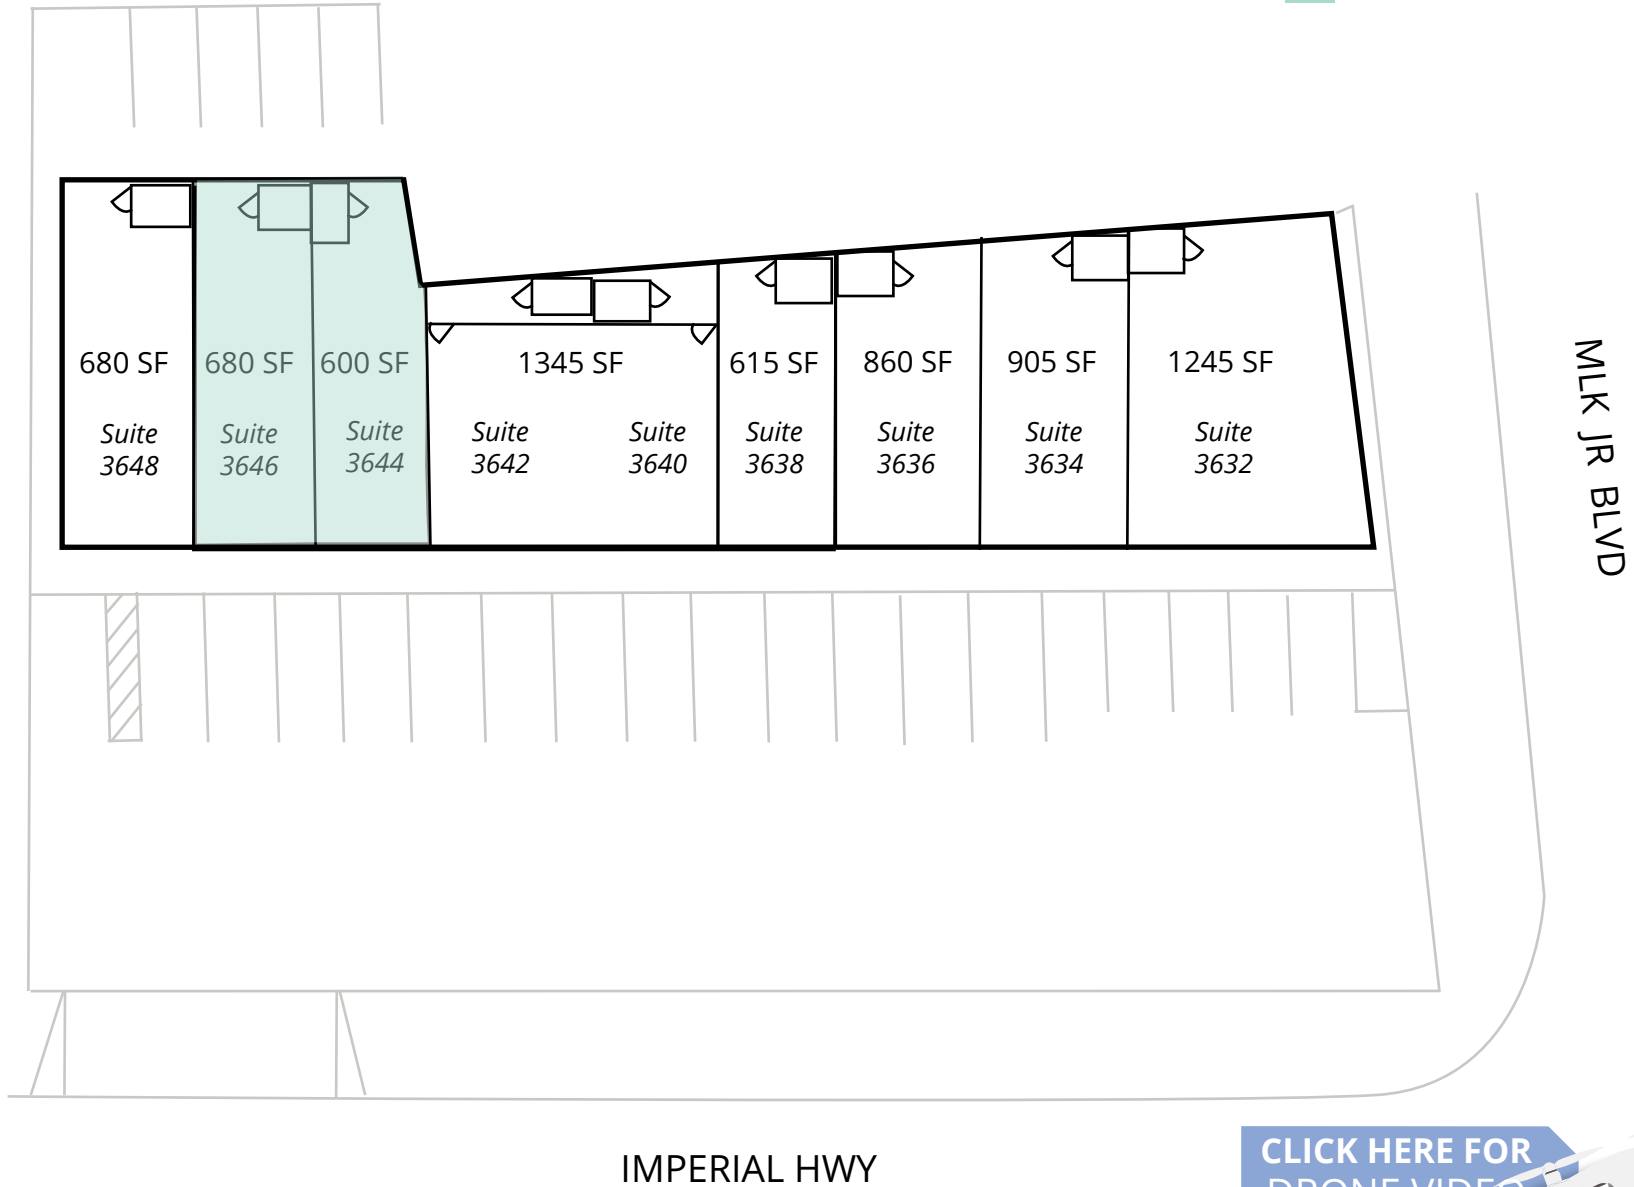 680 SF
680 SF
600 SF
1345 SF
615 SF
860 SF
905 SF
1245 SF
Suite
3648
Suite
3646
Suite
3644
Suite
3642
Suite
3640
Suite
3638
Suite
3636
Suite
3634
Suite
3632
MLK JR BLVD
IMPERIAL HWY
CLICK HERE FOR
DRONE VIDEO